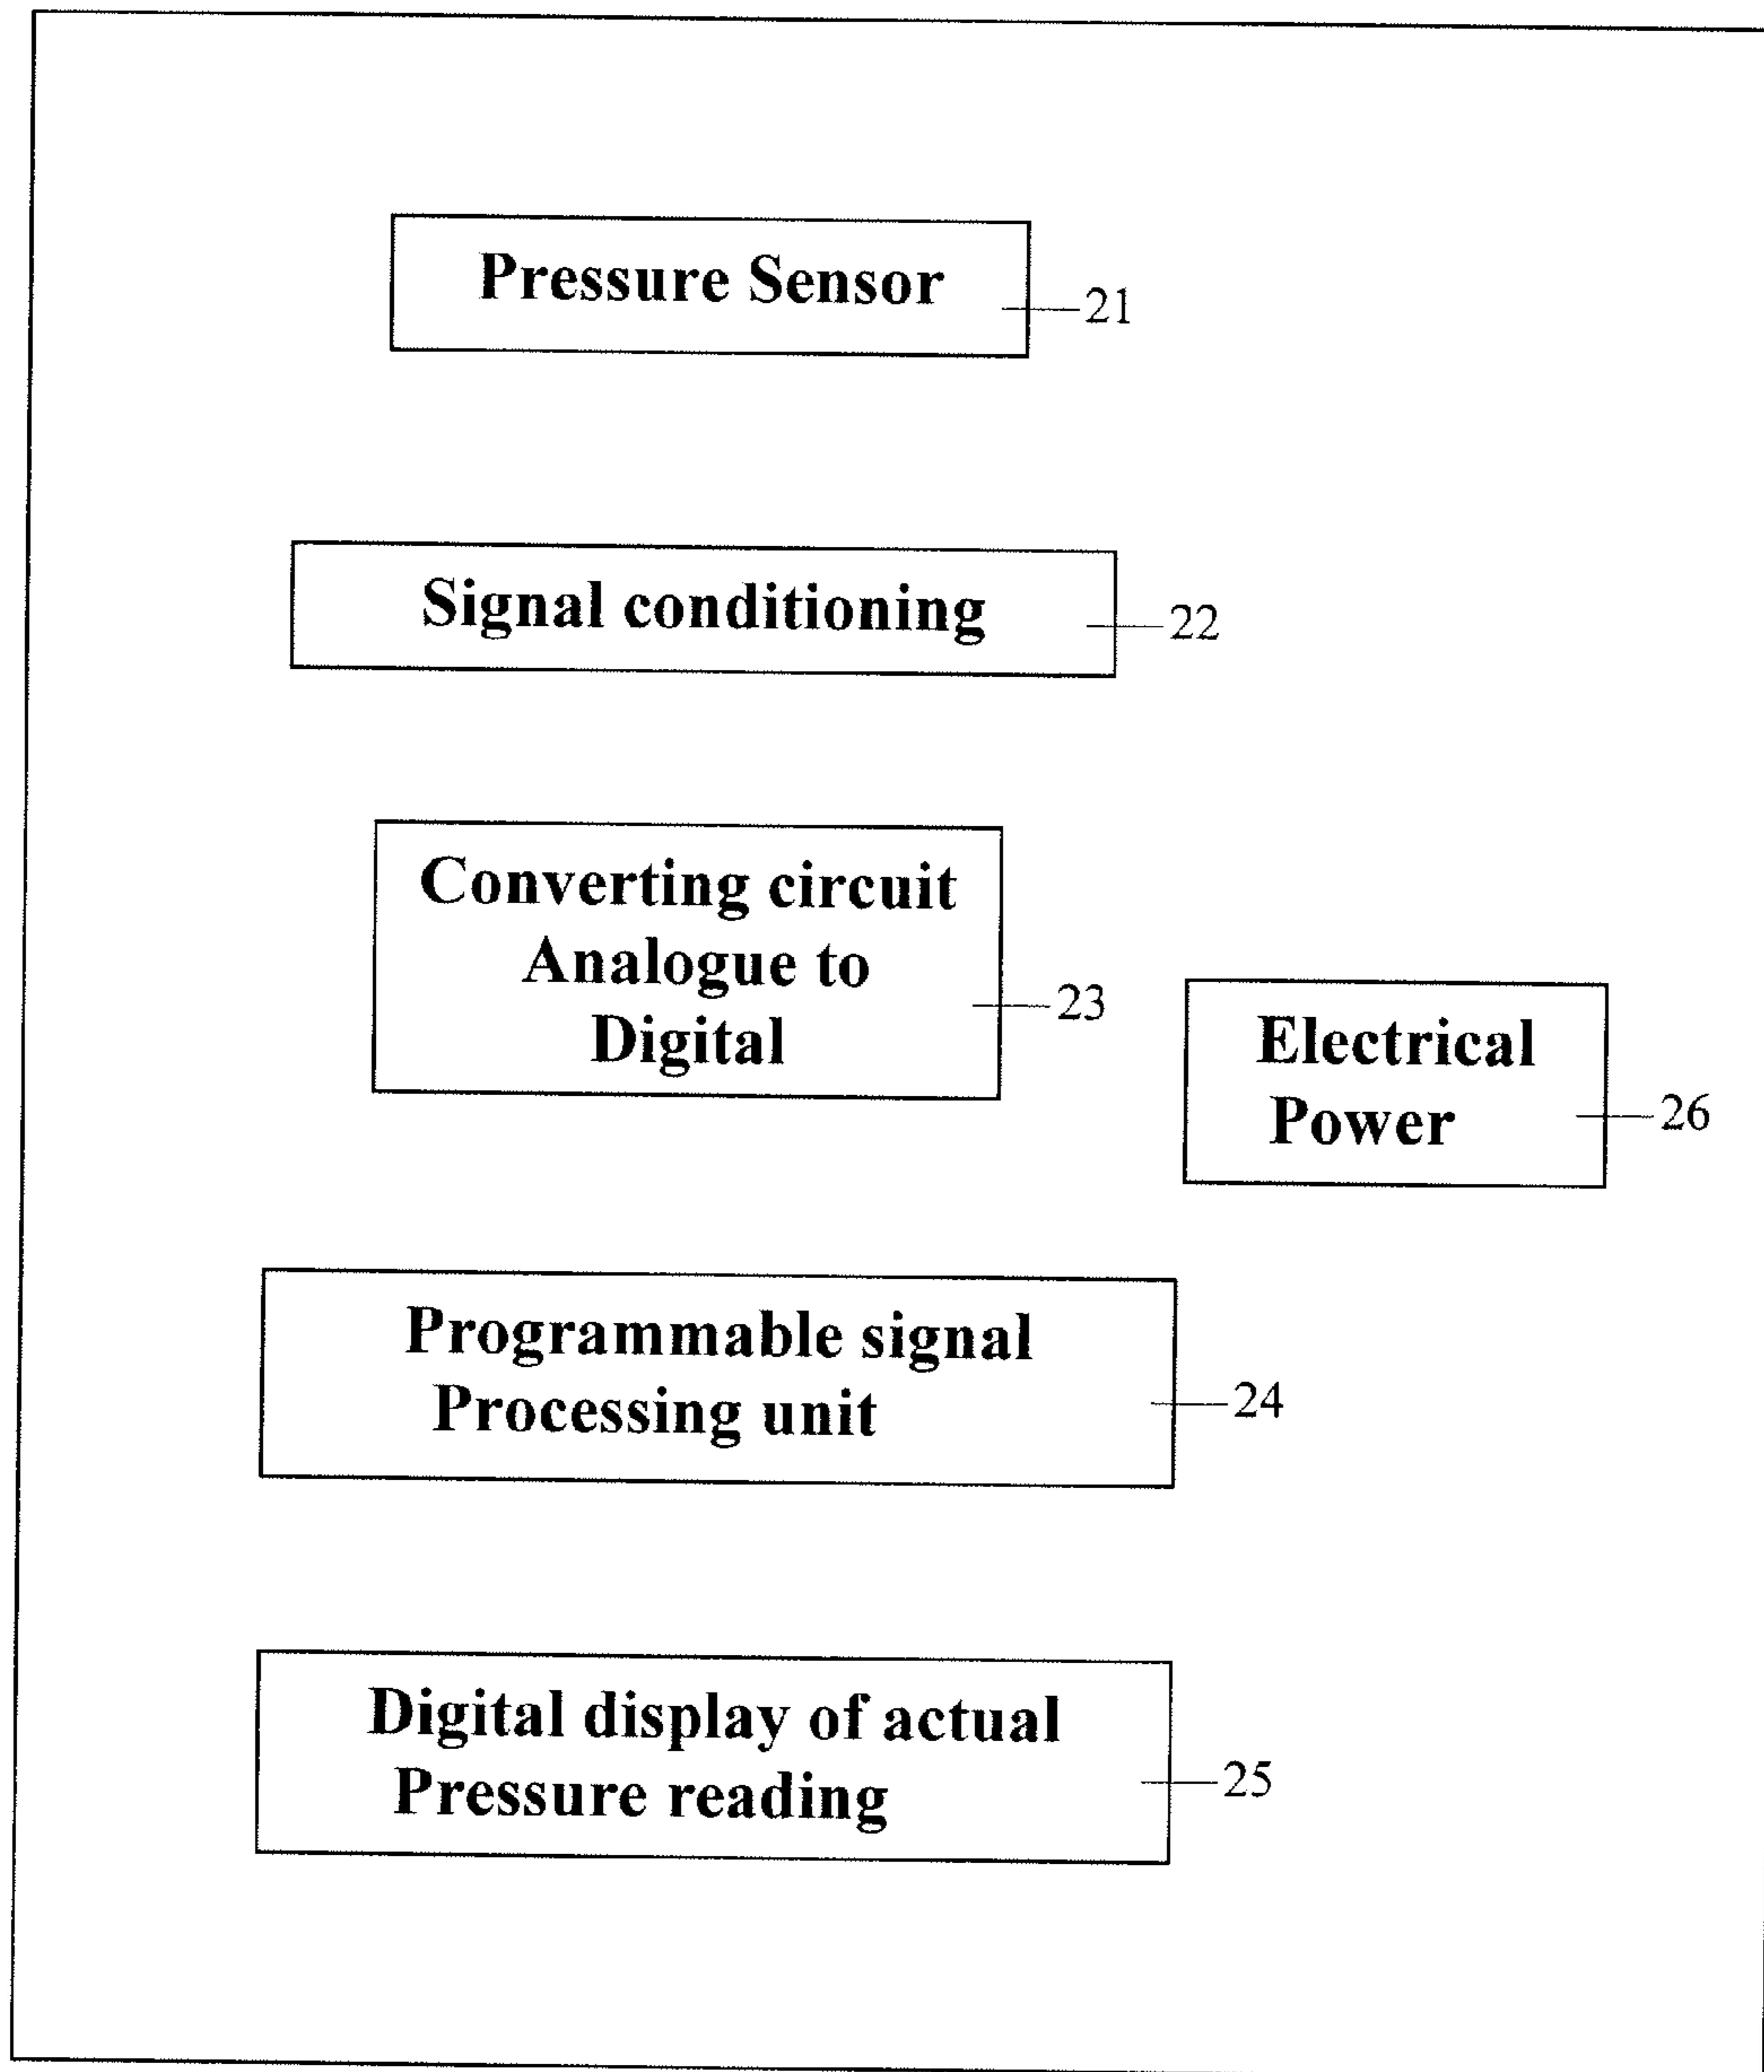 Pressure Sensor
21
Signal conditioning
22
Converting circuit
Analogue to
Digital
23
Electrical
Power
26
Programmable signal
Processing unit
24
Digital display of actual
Pressure reading
25